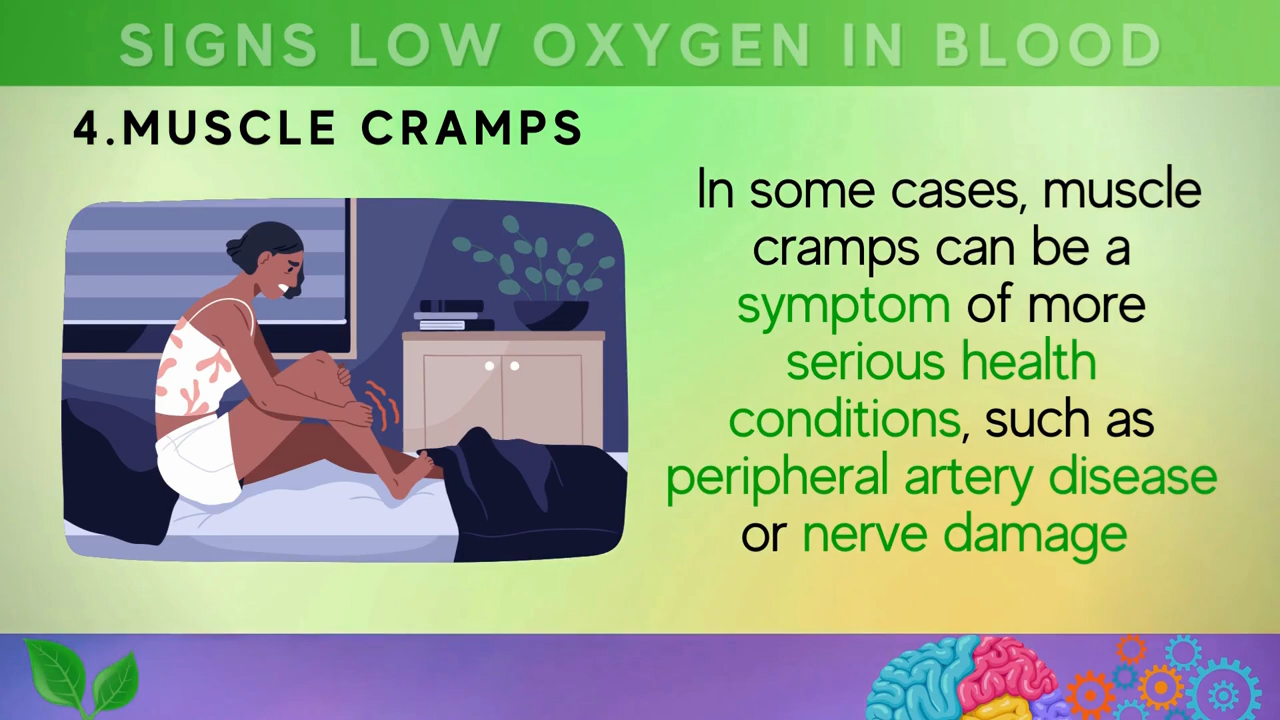 SIGNS LOW OXYGEN IN BLOOD
4.MUSCLE CRAMPS
In some cases, muscle
cramps can be a
symptom of more
serious health
conditions, such as
peripheral artery disease
or nerve damage